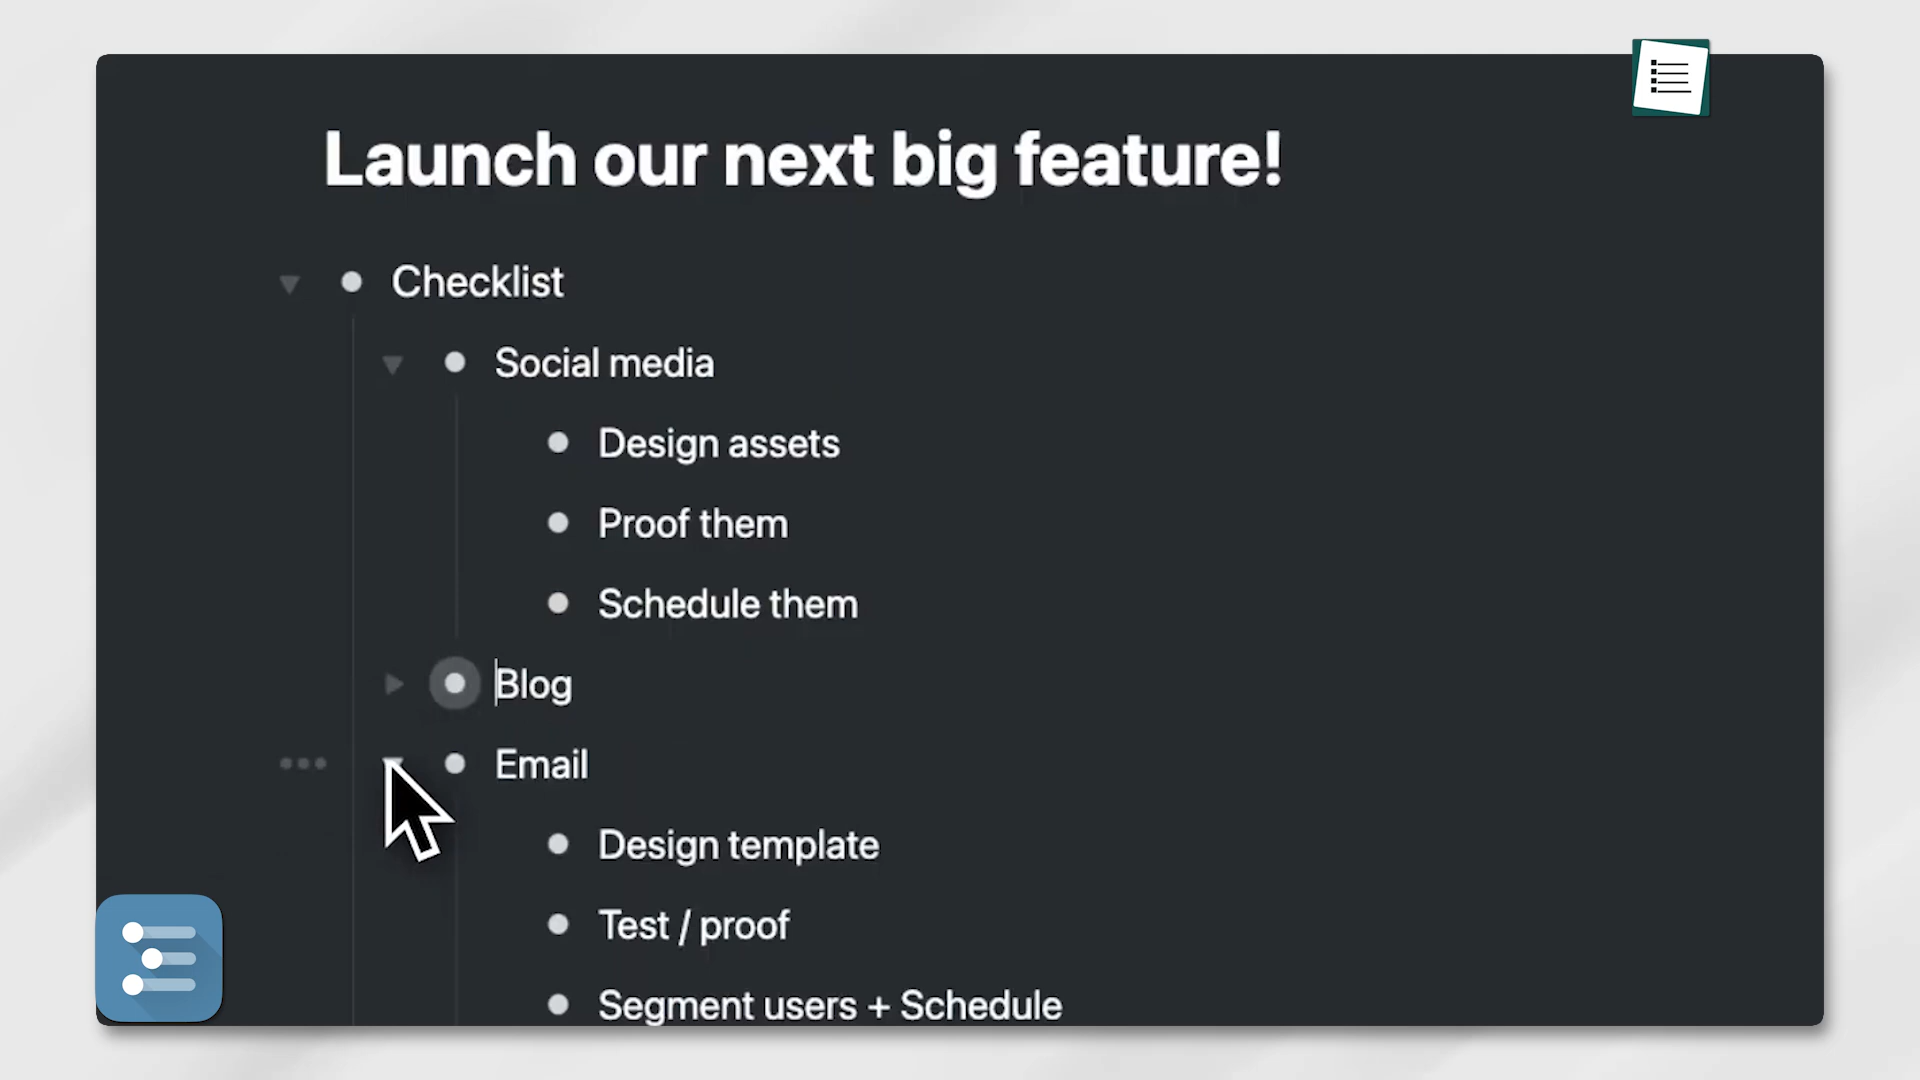 Launch our next big feature!
Checklist
Social media
Design assets
Proof them
Schedule them
Blog
Email
Design template
Test / proof
Segment users + Schedule